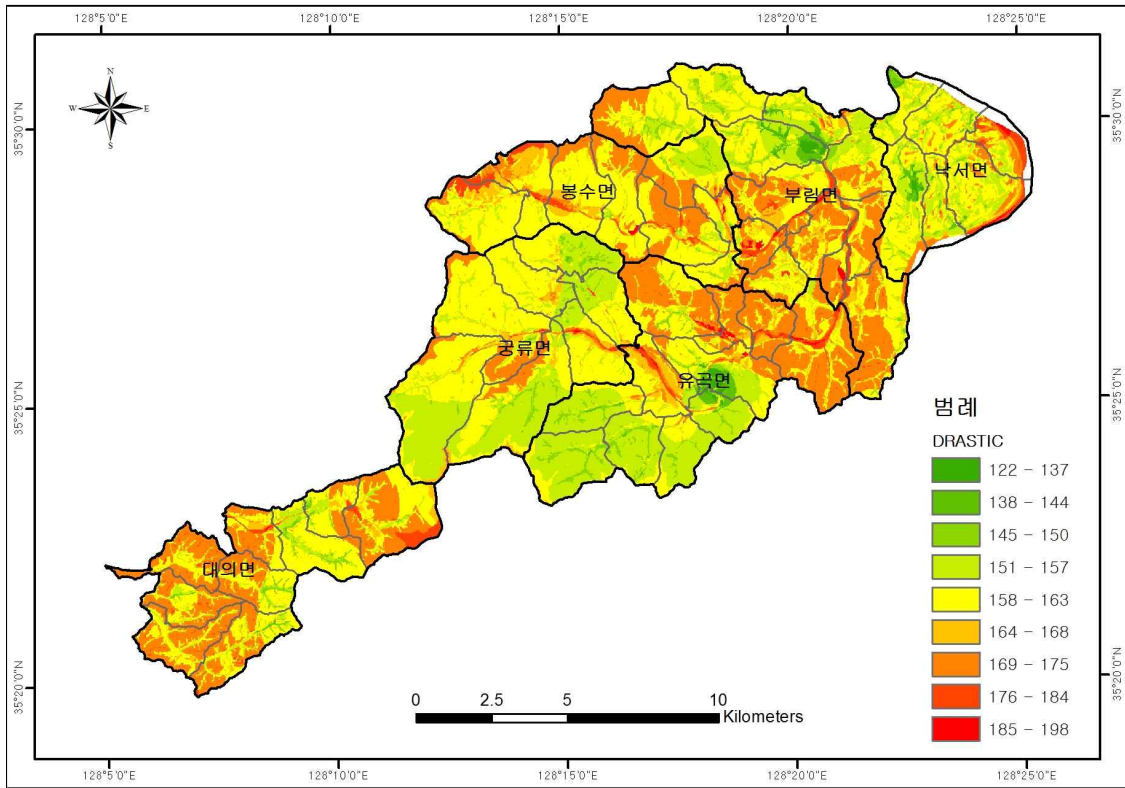 128°5'0"E 128°10'0"E 128°15'0"E 128°20'0"E 128°25'0"E
N
W E
S
35°30'0"N 35°30'0"N
낙서면
봉수면 부림면
궁류면
유곡면
35°25'0"N 35°25'0"N
범례
DRASTIC
122 - 137
138 - 144
145 - 150
151 - 157
158 - 163
164 - 168
169 - 175
176 - 184
185 - 198
대의면
35°20'0"N 35°20'0"N
0 2.5 5 10
Kilometers
128°5'0"E 128°10'0"E 128°15'0"E 128°20'0"E 128°25'0"E